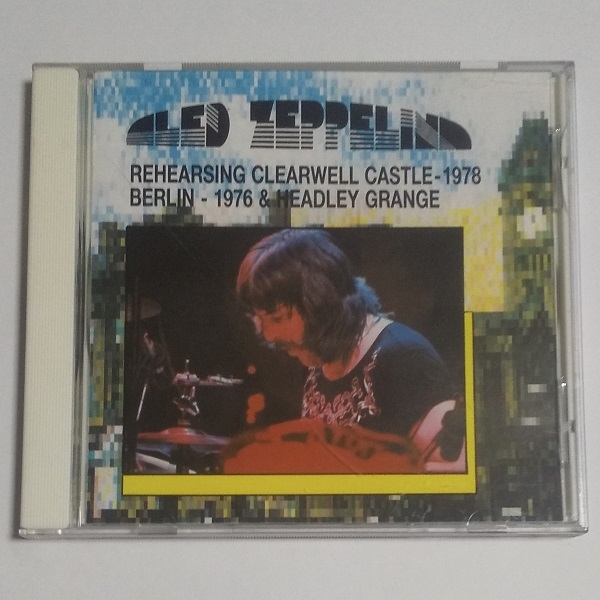 LED ZEPPELIN
REHEARSING CLEARWELL CASTLE-1978
BERLIN - 1976 & HEADLEY GRANGE